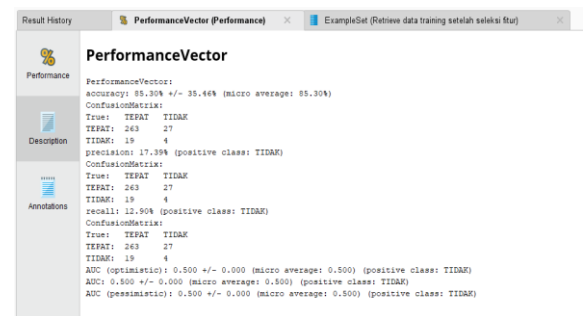 Result History
PerformanceVector (Performance)
ExampleSet (Retrieve data training setelah seleksi fitur)
Performance
Description
Annotations
PerformanceVector
PerformanceVector:
accuracy: 85.30% +/- 35.46% (micro average: 85.30%)
ConfusionMatrix:
True: TEPAT TIDAK
TEPAT: 263 27
TIDAK: 19 4
precision: 17.39% (positive class: TIDAK)
ConfusionMatrix:
True: TEPAT TIDAK
TEPAT: 263 27
TIDAK: 19 4
recall: 12.90% (positive class: TIDAK)
ConfusionMatrix:
True: TEPAT TIDAK
TEPAT: 263 27
TIDAK: 19 4
AUC (optimistic): 0.500 +/- 0.000 (micro average: 0.500) (positive class: TIDAK)
AUC: 0.500 +/- 0.000 (micro average: 0.500) (positive class: TIDAK)
AUC (pessimistic): 0.500 +/- 0.000 (micro average: 0.500) (positive class: TIDAK)